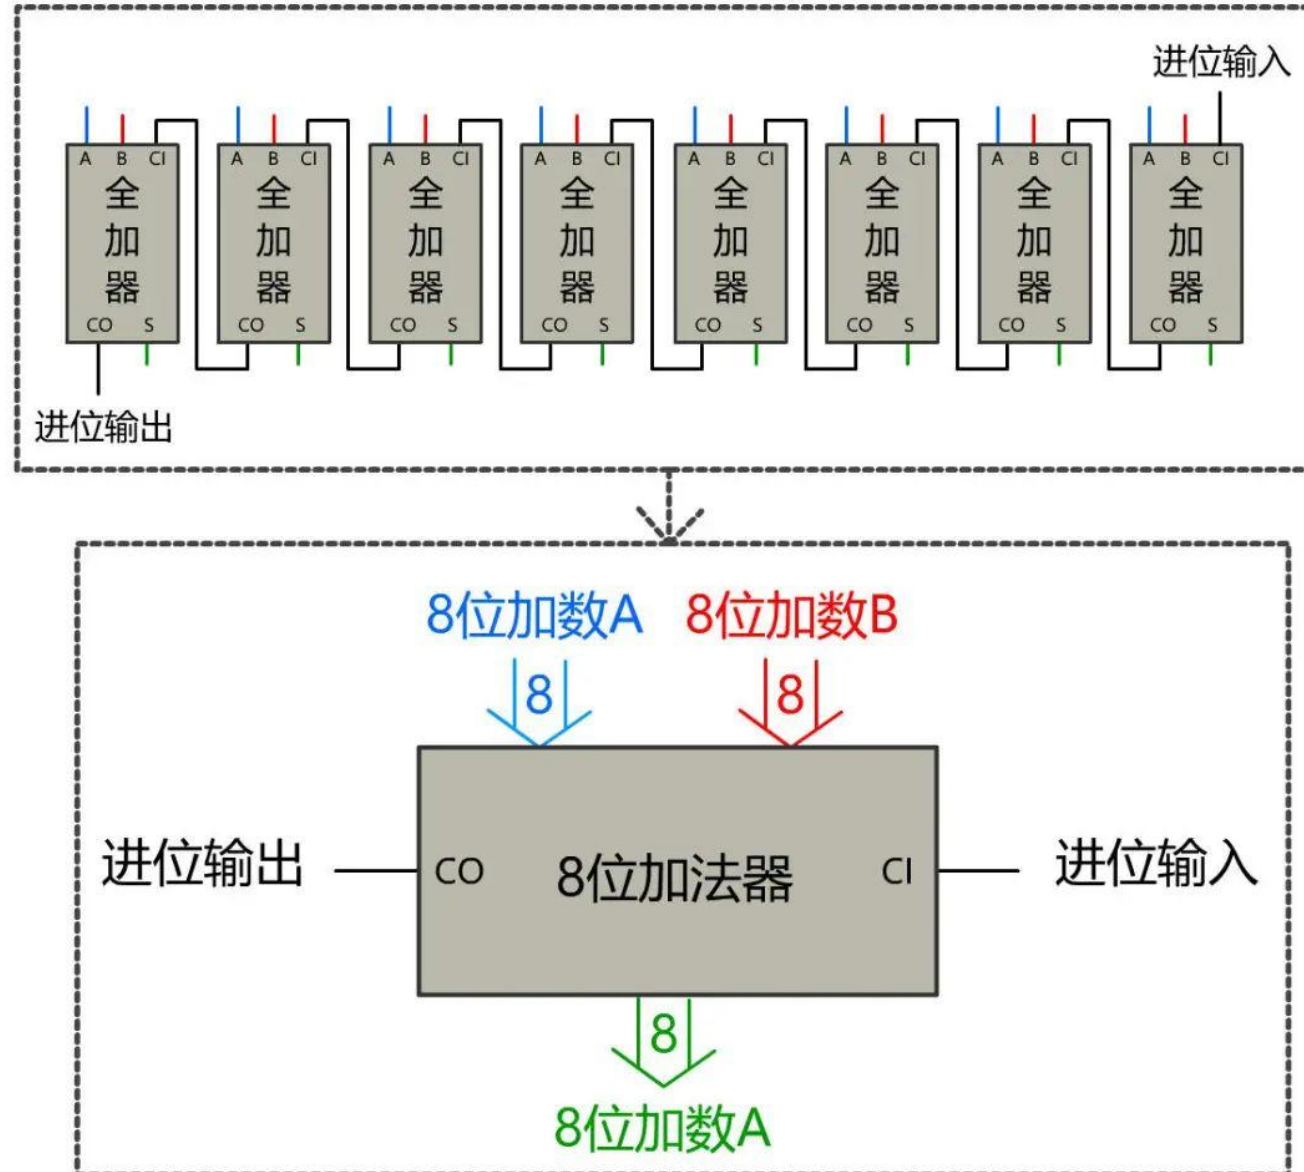 进位输入
A B CI A B CI A B CI A B CI A B CI A B CI A B CI A B CI
全加器 全加器 全加器 全加器 全加器 全加器 全加器 全加器
CO S CO S CO S CO S CO S CO S CO S CO S
进位输出
8位加数A 8位加数B
8 8
进位输出 CO 8位加法器 CI 进位输入
8
8位加数A